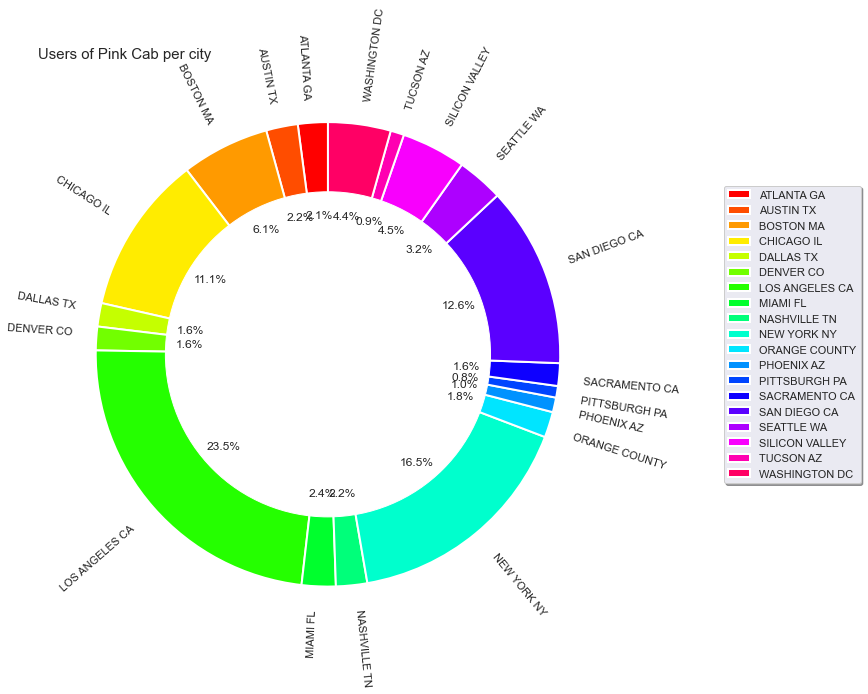 Users of Pink Cab per city
ATLANTA GA
AUSTIN TX
BOSTON MA
CHICAGO IL
DALLAS TX
DENVER CO
LOS ANGELES CA
MIAMI FL
NASHVILLE TN
NEW YORK NY
ORANGE COUNTY
PHOENIX AZ
PITTSBURGH PA
SACRAMENTO CA
SAN DIEGO CA
SEATTLE WA
SILICON VALLEY
TUCSON AZ
WASHINGTON DC
2.1%
2.2%
6.1%
11.1%
1.6%
1.6%
23.5%
2.4%
2.2%
16.5%
1.8%
1.0%
0.8%
1.6%
12.6%
3.2%
4.5%
0.9%
4.4%
ATLANTA GA
AUSTIN TX
BOSTON MA
CHICAGO IL
DALLAS TX
DENVER CO
LOS ANGELES CA
MIAMI FL
NASHVILLE TN
NEW YORK NY
ORANGE COUNTY
PHOENIX AZ
PITTSBURGH PA
SACRAMENTO CA
SAN DIEGO CA
SEATTLE WA
SILICON VALLEY
TUCSON AZ
WASHINGTON DC